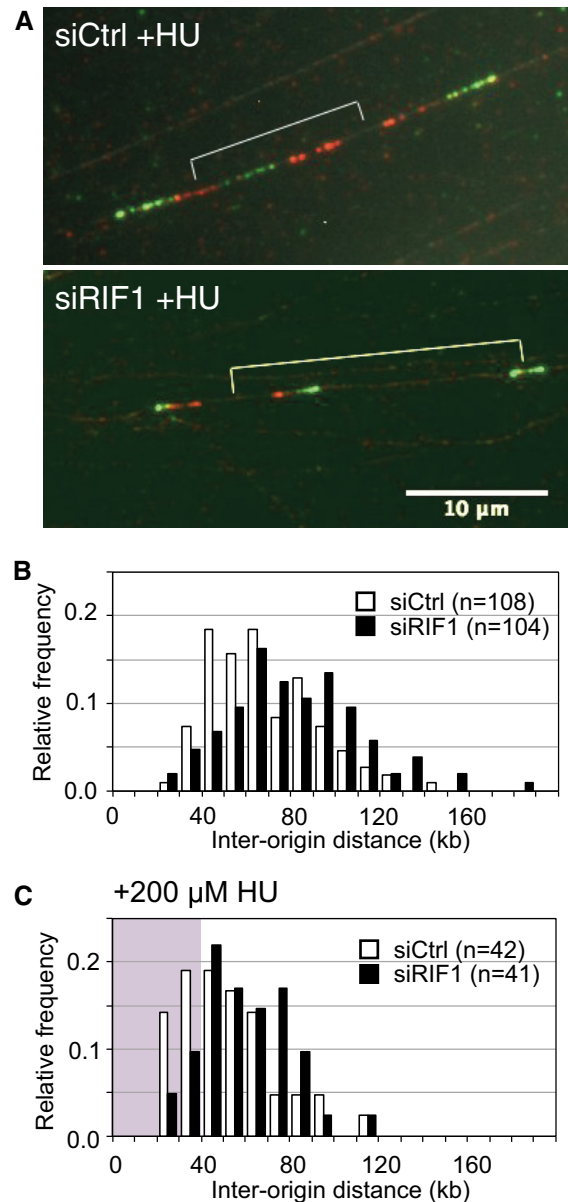 A
siCtrl +HU
siRIF1 +HU
10 µm
B
0.2
0.1
0.0
Relative frequency
siCtrl (n=108)
siRIF1 (n=104)
0 40 80 120 160
Inter-origin distance (kb)
C
+200 µM HU
0.2
0.1
0.0
Relative frequency
siCtrl (n=42)
siRIF1 (n=41)
0 40 80 120 160
Inter-origin distance (kb)